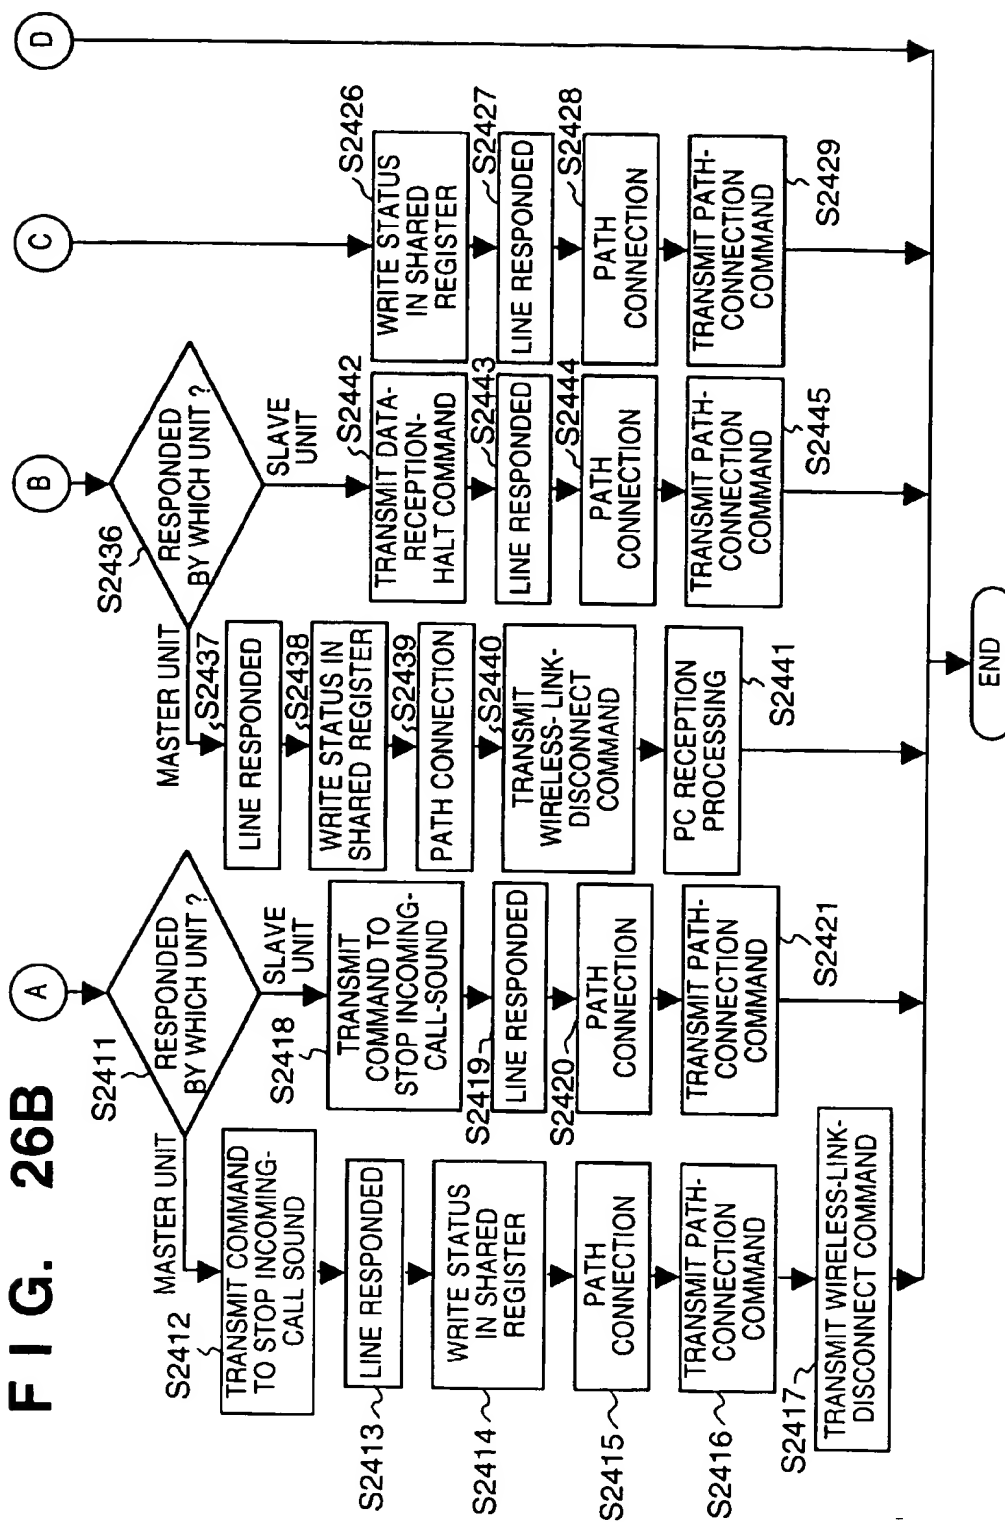 FIG. 26B
A
S2411
RESPONDED
BY WHICH UNIT ?
MASTER UNIT
SLAVE
UNIT
S2412
TRANSMIT COMMAND
TO STOP INCOMING-
CALL SOUND
S2413
LINE RESPONDED
S2414
WRITE STATUS
IN SHARED
REGISTER
S2415
PATH
CONNECTION
S2416
TRANSMIT PATH-
CONNECTION
COMMAND
S2417
TRANSMIT WIRELESS-LINK-
DISCONNECT COMMAND
S2418
TRANSMIT
COMMAND TO
STOP INCOMING-
CALL-SOUND
S2419
LINE RESPONDED
S2420
PATH
CONNECTION
TRANSMIT PATH-
CONNECTION
COMMAND
S2421
B
S2436
RESPONDED
BY WHICH UNIT ?
MASTER UNIT
SLAVE
UNIT
S2437
LINE RESPONDED
S2438
WRITE STATUS IN
SHARED REGISTER
S2439
PATH CONNECTION
S2440
TRANSMIT
WIRELESS- LINK-
DISCONNECT
COMMAND
PC RECEPTION
PROCESSING
S2441
S2442
TRANSMIT DATA-
RECEPTION-
HALT COMMAND
S2443
LINE RESPONDED
S2444
PATH
CONNECTION
TRANSMIT PATH-
CONNECTION
COMMAND
S2445
C
S2426
WRITE STATUS
IN SHARED
REGISTER
S2427
LINE RESPONDED
S2428
PATH
CONNECTION
TRANSMIT PATH-
CONNECTION
COMMAND
S2429
D
END